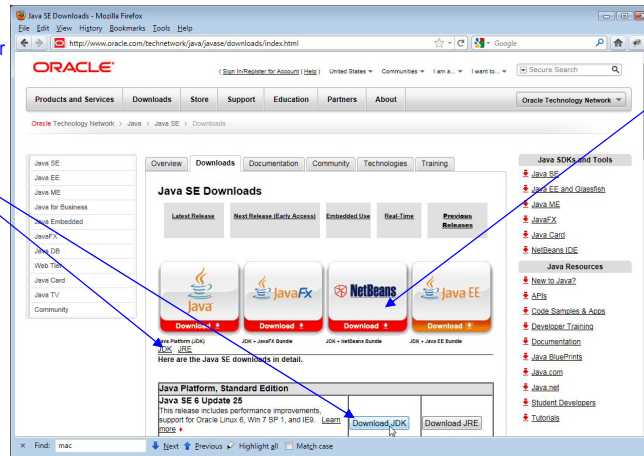 Java SE Downloads - Mozilla Firefox
File Edit View History Bookmarks Tools Help
http://www.oracle.com/technetwork/java/javase/downloads/index.html
Google
r
ORACLE
( Sign In/Register for Account | Help ) United States Communities I am a... I want to...
Secure Search
Products and Services Downloads Store Support Education Partners About
Oracle Technology Network
Oracle Technology Network > Java > Java SE > Downloads
Java SE
Java EE
Java ME
Java for Business
Java Embedded
JavaFX
Java DB
Web Tier
Java Card
Java TV
Community
Overview Downloads Documentation Community Technologies Training
Java SE Downloads
Latest Release Next Release (Early Access) Embedded Use Real-Time Previous Releases
Java JavaFX NetBeans Java EE
Download Download Download Download
Java Platform (JDK) JDK + JavaFX Bundle JDK + NetBeans Bundle JDK + Java EE Bundle
JDK JRE
Here are the Java SE downloads in detail.
Java Platform, Standard Edition
Java SE 6 Update 25
This release includes performance improvements,
support for Oracle Linux 6, Win 7 SP 1, and IE9. Learn
more
Download JDK
Download JRE
Java SDKs and Tools
Java SE
Java EE and Glassfish
Java ME
JavaFX
Java Card
NetBeans IDE
Java Resources
New to Java?
APIs
Code Samples & Apps
Developer Training
Documentation
Java BluePrints
Java.com
Java.net
Student Developers
Tutorials
× Find: mac Next Previous Highlight all Match case